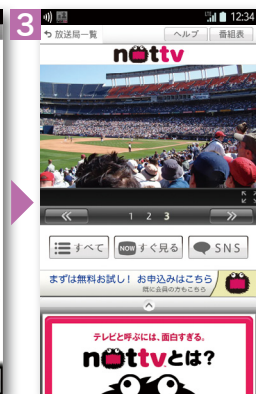 3
12:34
放送局一覧
ヘルプ 番組表
nottv
1 2 3
すべて NOW すぐ見る SNS
まずは無料お試し! お申込みはこちら
既に会員の方もこちら
テレビと呼ぶには、面白すぎる。
nottvとは?